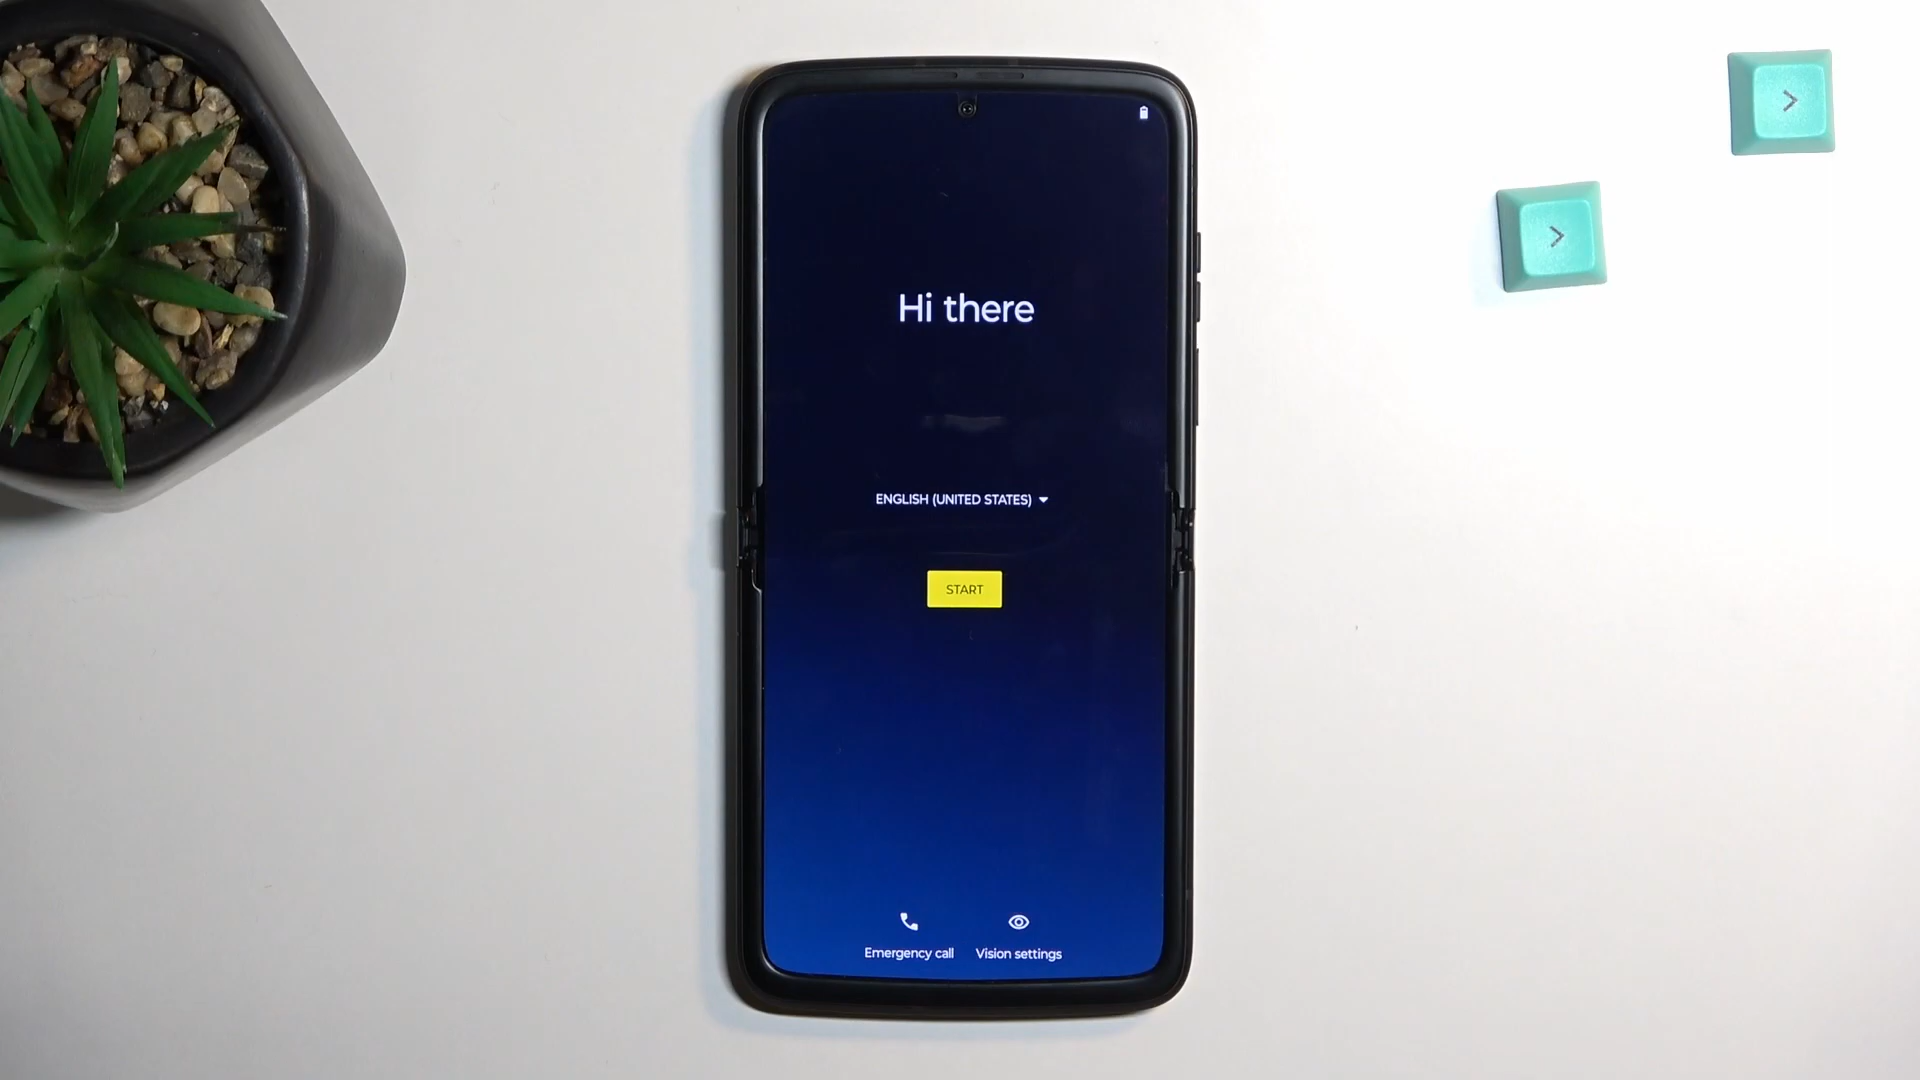 Hi there
ENGLISH (UNITED STATES)
START
Emergency call
Vision settings